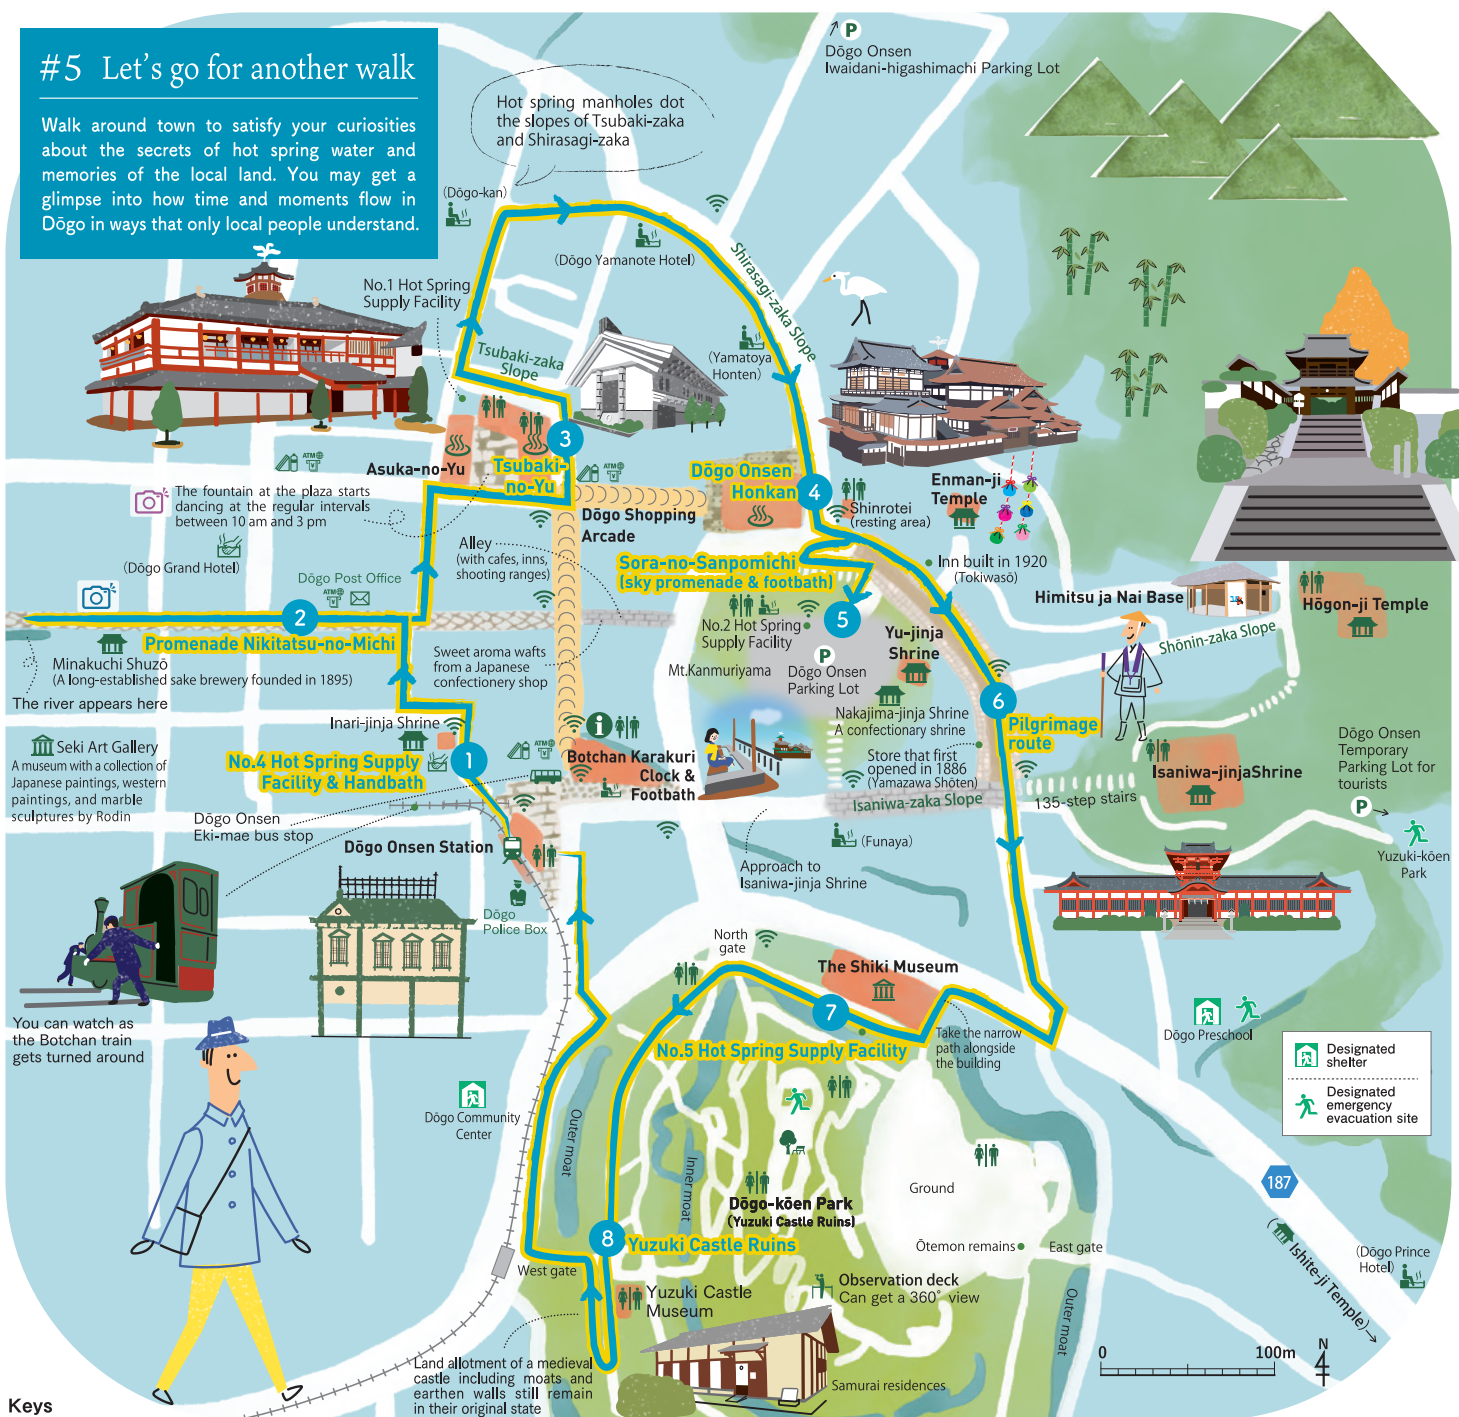 #5 Let's go for another walk
Walk around town to satisfy your curiosities
about the secrets of hot spring water and
memories of the local land. You may get a
glimpse into how time and moments flow in
Dōgo in ways that only local people understand.
P
Dōgo Onsen
Iwaidani-higashimachi Parking Lot
Hot spring manholes dot
the slopes of Tsubaki-zaka
and Shirasagi-zaka
(Dōgo-kan)
(Dōgo Yamanote Hotel)
Shirasagi-zaka Slope
No.1 Hot Spring
Supply Facility
Tsubaki-zaka
Slope
(Yamatoya
Honten)
3
Asuka-no-Yu
Tsubaki-
no-Yu
ATM
ATM
Dōgo Onsen
Honkan
4
Enman-ji
Temple
Shinrotei
(resting area)
The fountain at the plaza starts
dancing at the regular intervals
between 10 am and 3 pm
Dōgo Shopping
Arcade
(Dōgo Grand Hotel)
Alley
(with cafes, inns,
shooting ranges)
Sora-no-Sanpomichi
(sky promenade & footbath)
Inn built in 1920
(Tokiwasō)
Dōgo Post Office
ATM
Himitsu ja Nai Base
Hōgon-ji Temple
2
Promenade Nikitatsu-no-Michi
5
No.2 Hot Spring
Supply Facility
Yu-jinja
Shrine
Shōnin-zaka Slope
Minakuchi Shuzō
(A long-established sake brewery founded in 1895)
The river appears here
Sweet aroma wafts
from a Japanese
confectionery shop
Mt.Kanmuriyama
P
Dōgo Onsen
Parking Lot
6
Pilgrimage
route
Nakajima-jinja Shrine
A confectionary shrine
Inari-jinja Shrine
Seki Art Gallery
A museum with a collection of
Japanese paintings, western
paintings, and marble
sculptures by Rodin
No.4 Hot Spring Supply
Facility & Handbath
1
ATM
i
Botchan Karakuri
Clock &
Footbath
Store that first
opened in 1886
(Yamazawa Shōten)
Isaniwa-zaka Slope
135-step stairs
Isaniwa-jinjaShrine
Dōgo Onsen
Temporary
Parking Lot for
tourists
P
Yuzuki-kōen
Park
Dōgo Onsen
Eki-mae bus stop
Dōgo Onsen Station
(Funaya)
Approach to
Isaniwa-jinja Shrine
Dōgo
Police Box
North
gate
The Shiki Museum
7
No.5 Hot Spring Supply Facility
Take the narrow
path alongside
the building
Dōgo Preschool
You can watch as
the Botchan train
gets turned around
Designated
shelter
Designated
emergency
evacuation site
Dōgo Community
Center
Outer moat
Inner moat
Ground
187
Dōgo-kōen Park
(Yuzuki Castle Ruins)
8
Yuzuki Castle Ruins
Ōtemon remains
East gate
(Ishite-ji Temple)
(Dōgo Prince
Hotel)
West gate
Yuzuki Castle
Museum
Observation deck
Can get a 360° view
Outer moat
0
100m
N
Land allotment of a medieval
castle including moats and
earthen walls still remain
in their original state
Samurai residences
Keys